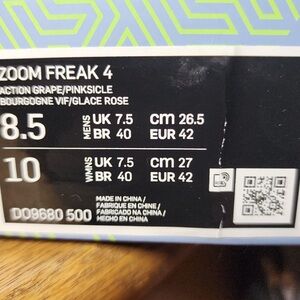 ZOOM FREAK 4
ACTION GRAPE/PINKSICLE
BOURGOGNE VIF/GLACE ROSE
8.5 MENS UK 7.5 cm 26.5
BR 40 EUR 42
10 WMNS UK 7.5 cm 27
BR 40 EUR 42
DO9680 500
MADE IN CHINA /
FABRIQUE EN CHINE /
FABRICADO NA CHINA /
HECHO EN CHINA